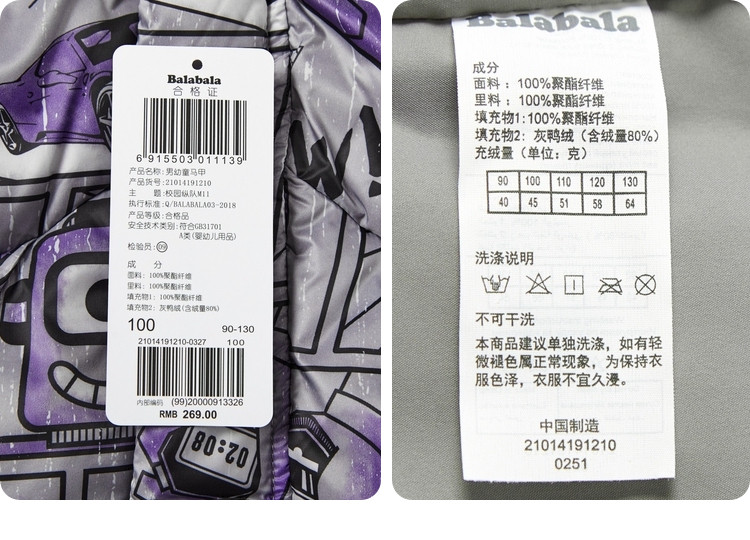 Balabala
合格证
6 915503 011139
产品名称：男幼童马甲
产品货号：21014191210
主 题：校园纵队M11
执行标准：Q/BALABALA03-2018
产品等级：合格品
安全技术类别：符合GB31701
A类(婴幼儿用品)
检验员：09
成 分
面料：100%聚酯纤维
里料：100%聚酯纤维
填充物1：100%聚酯纤维
填充物2：灰鸭绒(含绒量80%)
100 90-130
21014191210-0327 100
内部编码 (99)20000913326
RMB 269.00
02:08
Balabala
成分
面料：100%聚酯纤维
里料：100%聚酯纤维
填充物1:100%聚酯纤维
填充物2: 灰鸭绒（含绒量80%）
充绒量（单位：克）
90 100 110 120 130
40 45 51 58 64
洗涤说明
不可干洗
本商品建议单独洗涤，如有轻
微褪色属正常现象，为保持衣
服色泽，衣服不宜久浸。
中国制造
21014191210
0251